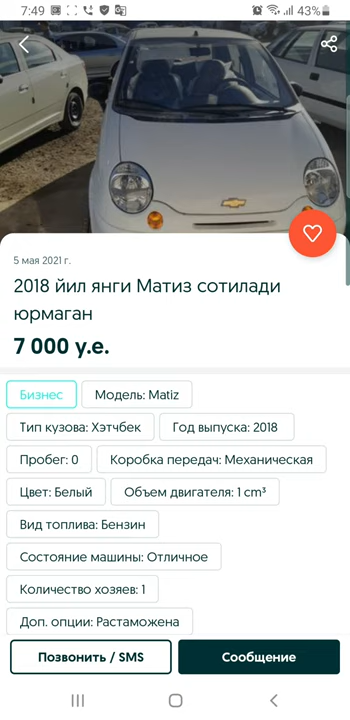 7:49 43%
5 мая 2021 г.
2018 йил янги Матиз сотилади
юрмаган
7 000 у.е.
Бизнес Модель: Matiz
Тип кузова: Хэтчбек Год выпуска: 2018
Пробег: 0 Коробка передач: Механическая
Цвет: Белый Объем двигателя: 1 cm³
Вид топлива: Бензин
Состояние машины: Отличное
Количество хозяев: 1
Доп. опции: Растаможена
Позвонить / SMS Сообщение